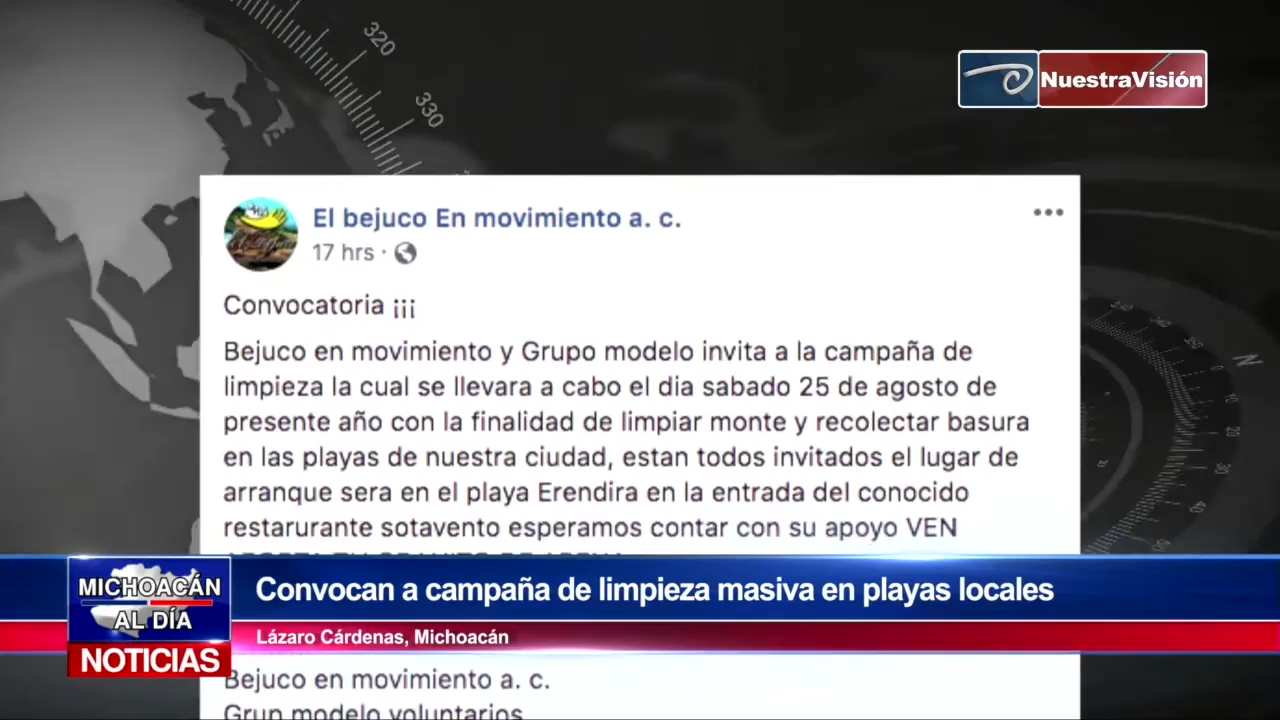 320
330
NuestraVisión
El bejuco En movimiento a. c.
17 hrs ·
Convocatoria ¡¡¡
Bejuco en movimiento y Grupo modelo invita a la campaña de
limpieza la cual se llevara a cabo el dia sabado 25 de agosto de
presente año con la finalidad de limpiar monte y recolectar basura
en las playas de nuestra ciudad, estan todos invitados el lugar de
arranque sera en el playa Erendira en la entrada del conocido
restarurante sotavento esperamos contar con su apoyo VEN
MICHOACÁN
AL DÍA
NOTICIAS
Convocan a campaña de limpieza masiva en playas locales
Lázaro Cárdenas, Michoacán
Bejuco en movimiento a. c.
Grup modelo voluntarios
N